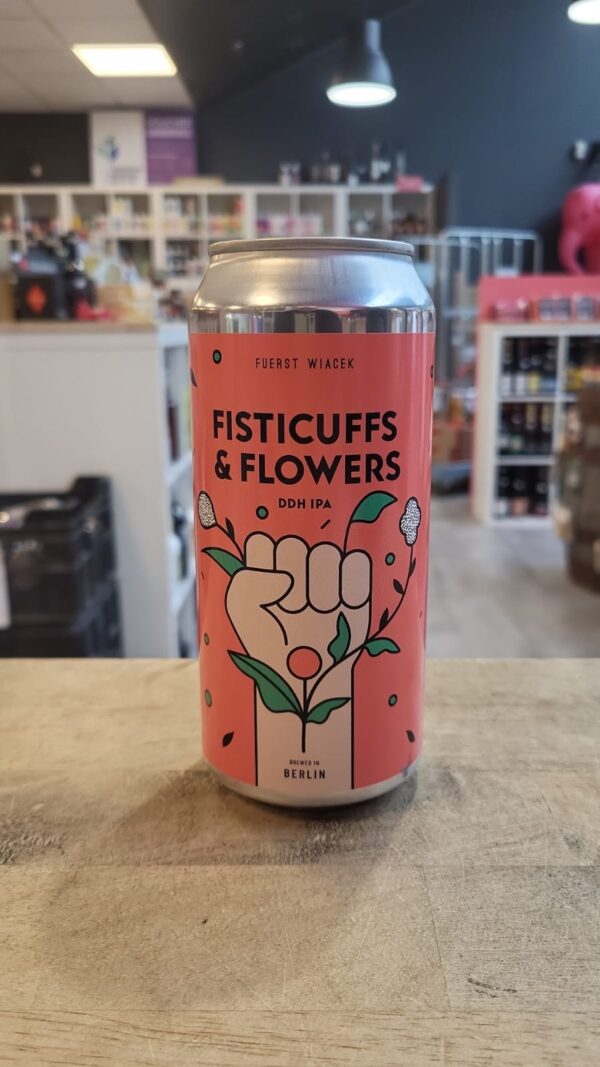 FUERST WIACEK
FISTICUFFS
& FLOWERS
DDH IPA
BREWED IN
BERLIN